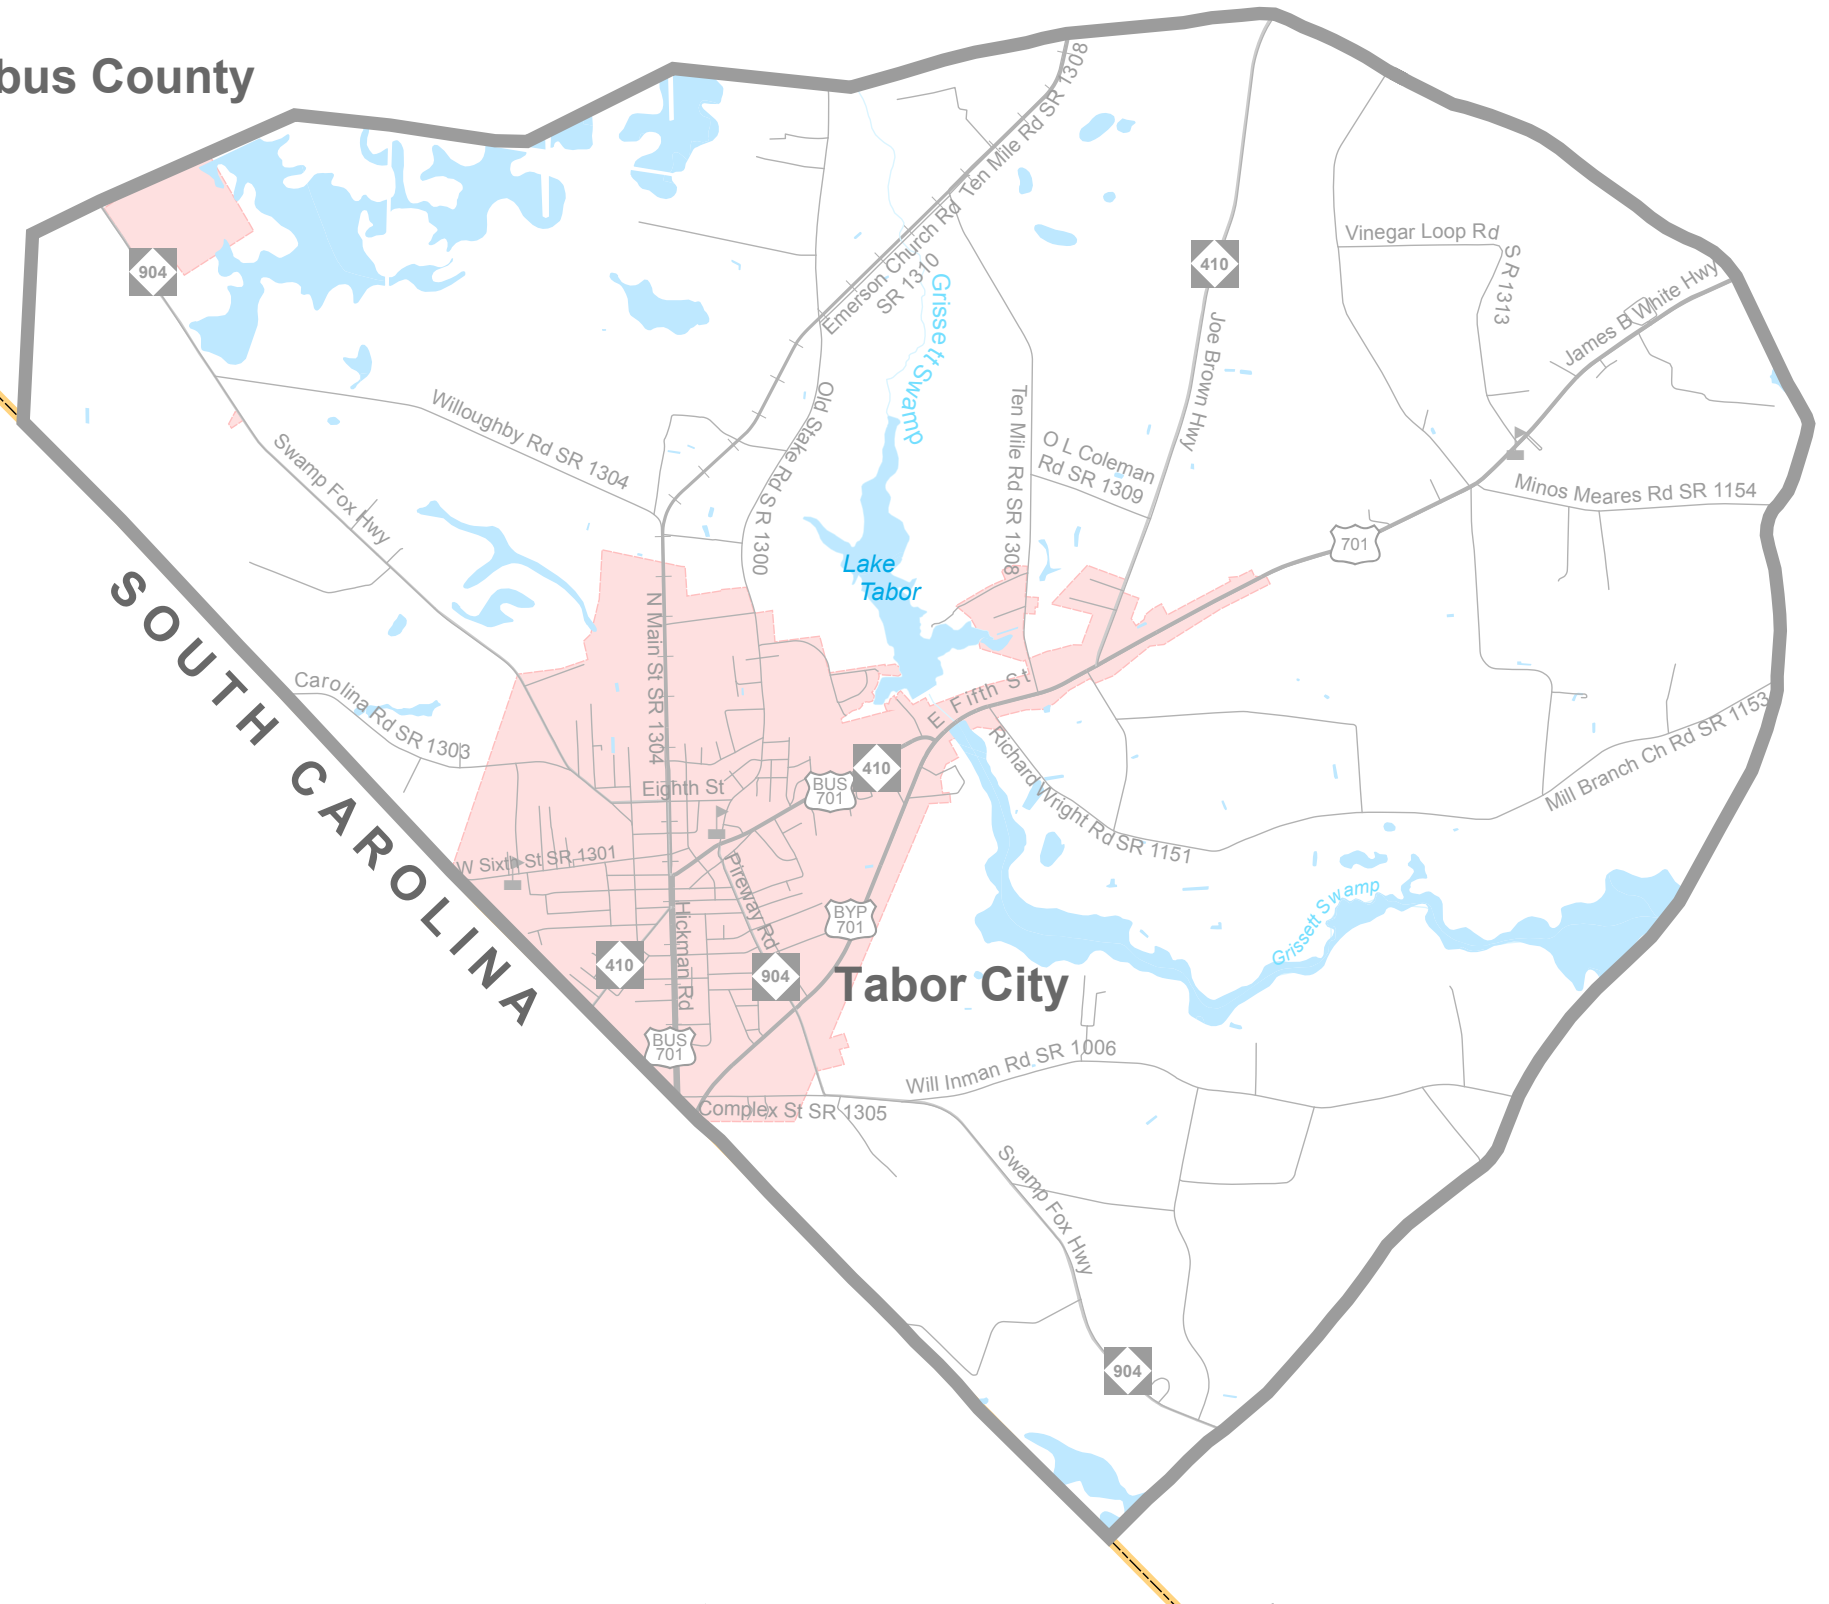 bus County
904
Ten Mile Rd SR 1308
Emerson Church Rd
SR 1310
Grissett Swamp
410
Joe Brown Hwy
Vinegar Loop Rd
S R 1313
James B White Hwy
Willoughby Rd SR 1304
Swamp Fox Hwy
Old Stake Rd S R 1300
Ten Mile Rd SR 1308
O L Coleman
Rd SR 1309
Minos Meares Rd SR 1154
701
Lake
Tabor
SOUTH CAROLINA
N Main St SR 1304
Carolina Rd SR 1303
E Fifth St
Richard Wright Rd SR 1151
Mill Branch Ch Rd SR 1153
410
BUS
701
Eighth St
W Sixth St SR 1301
Pireway Rd
BYP
701
Hickman Rd
Grissett Swamp
410
904
Tabor City
BUS
701
Will Inman Rd SR 1006
Complex St SR 1305
Swamp Fox Hwy
904